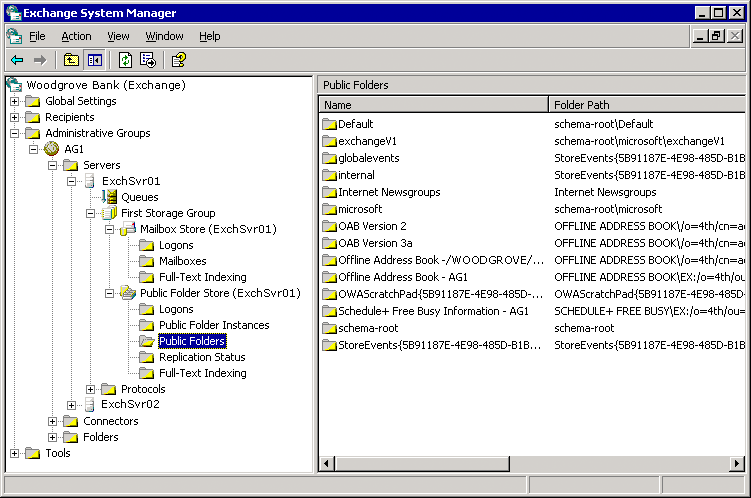 Exchange System Manager
File Action View Window Help
Woodgrove Bank (Exchange)
Global Settings
Recipients
Administrative Groups
AG1
Servers
ExchSvr01
Queues
First Storage Group
Mailbox Store (ExchSvr01)
Logons
Mailboxes
Full-Text Indexing
Public Folder Store (ExchSvr01)
Logons
Public Folder Instances
Public Folders
Replication Status
Full-Text Indexing
Protocols
ExchSvr02
Connectors
Folders
Tools
Public Folders
Name Folder Path
Default schema-root\Default
exchangeV1 schema-root\microsoft\exchangeV1
globalevents StoreEvents{5B91187E-4E98-485D-B1B
internal StoreEvents{5B91187E-4E98-485D-B1B
Internet Newsgroups Internet Newsgroups
microsoft schema-root\microsoft
OAB Version 2 OFFLINE ADDRESS BOOK\/o=4th/cn=a
OAB Version 3a OFFLINE ADDRESS BOOK\/o=4th/cn=a
Offline Address Book -/WOODGROVE/... OFFLINE ADDRESS BOOK\/o=4th/cn=a
Offline Address Book - AG1 OFFLINE ADDRESS BOOK\EX:/o=4th/ou
OWAScratchPad{5B91187E-4E98-485D-... OWAScratchPad{5B91187E-4E98-485D-
Schedule+ Free Busy Information - AG1 SCHEDULE+ FREE BUSY\EX:/o=4th/ou=
schema-root schema-root
StoreEvents{5B91187E-4E98-485D-B1B... StoreEvents{5B91187E-4E98-485D-B1B